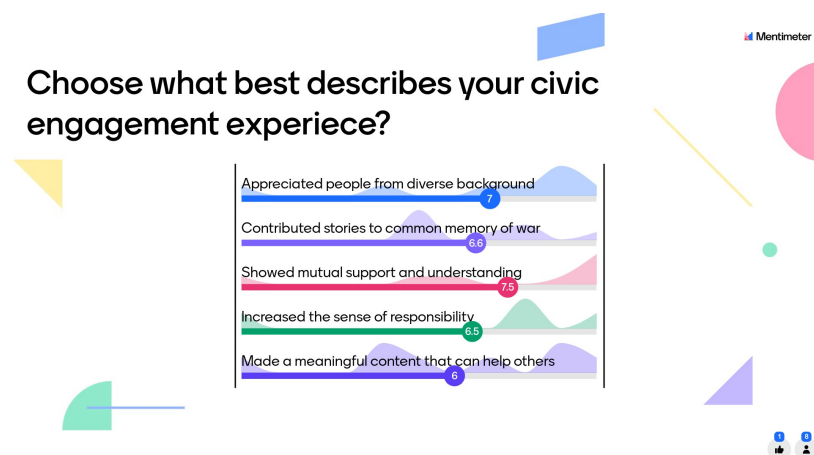 Mentimeter
Choose what best describes your civic
engagement experiece?
Appreciated people from diverse background
7
Contributed stories to common memory of war
6.6
Showed mutual support and understanding
7.5
Increased the sense of responsibility
6.5
Made a meaningful content that can help others
6
1
8